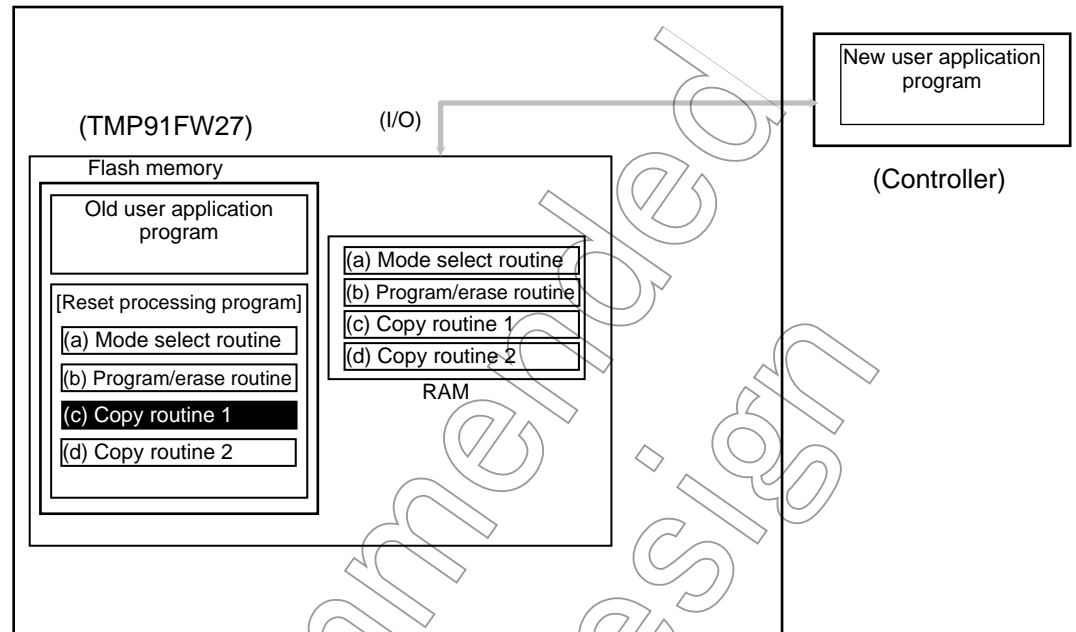 New user application
program
(Controller)
(TMP91FW27)
(I/O)
Flash memory
Old user application
program
[Reset processing program]
(a) Mode select routine
(b) Program/erase routine
(c) Copy routine 1
(d) Copy routine 2
(a) Mode select routine
(b) Program/erase routine
(c) Copy routine 1
(d) Copy routine 2
RAM
mmended
esign